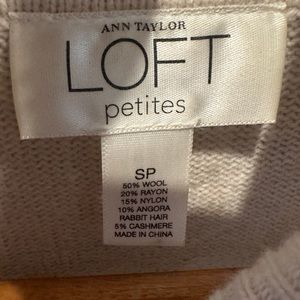 ANN TAYLOR
LOFT
petites
SP
50% WOOL
20% RAYON
15% NYLON
10% ANGORA
RABBIT HAIR
5% CASHMERE
MADE IN CHINA